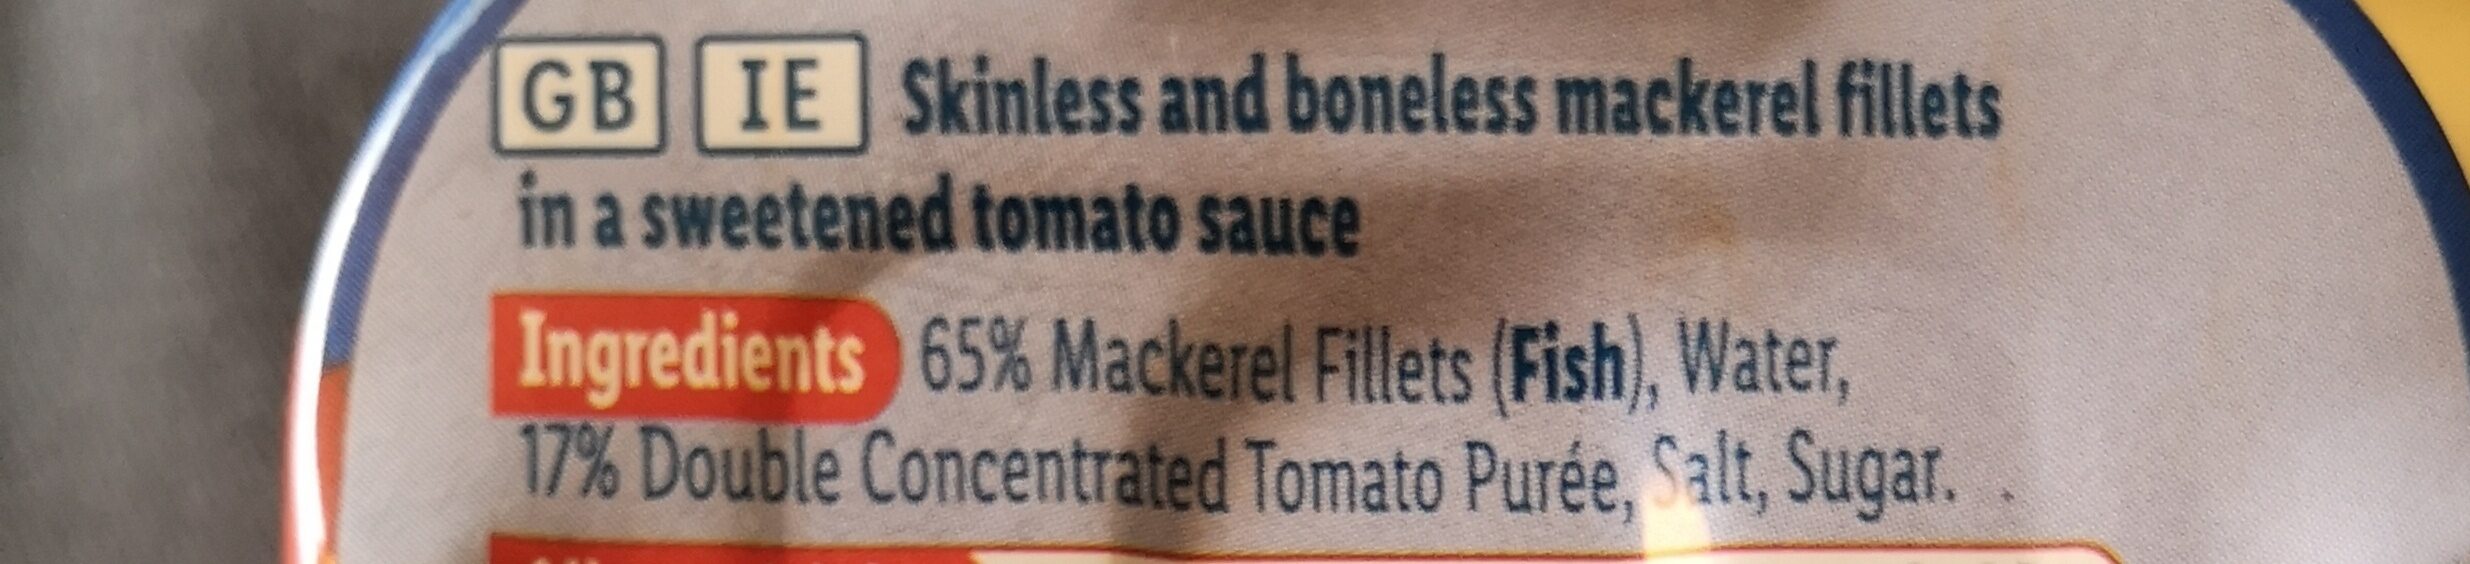 GB IE Skinless and boneless mackerel fillets
in a sweetened tomato sauce
Ingredients 65% Mackerel Fillets (Fish), Water,
17% Double Concentrated Tomato Purée, Salt, Sugar.